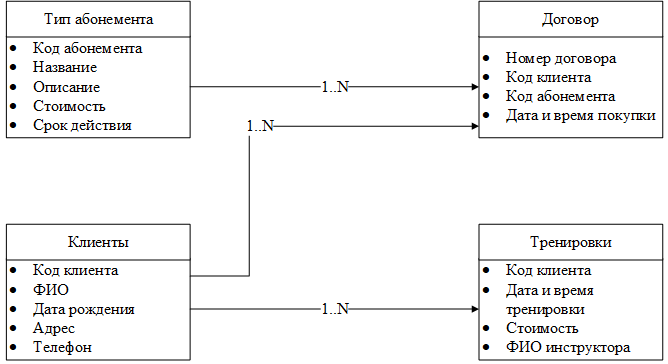 Тип абонемента
• Код абонемента
• Название
• Описание
• Стоимость
• Срок действия
Договор
• Номер договора
• Код клиента
• Код абонемента
• Дата и время покупки
1..N
1..N
Клиенты
• Код клиента
• ФИО
• Дата рождения
• Адрес
• Телефон
1..N
Тренировки
• Код клиента
• Дата и время
тренировки
• Стоимость
• ФИО инструктора